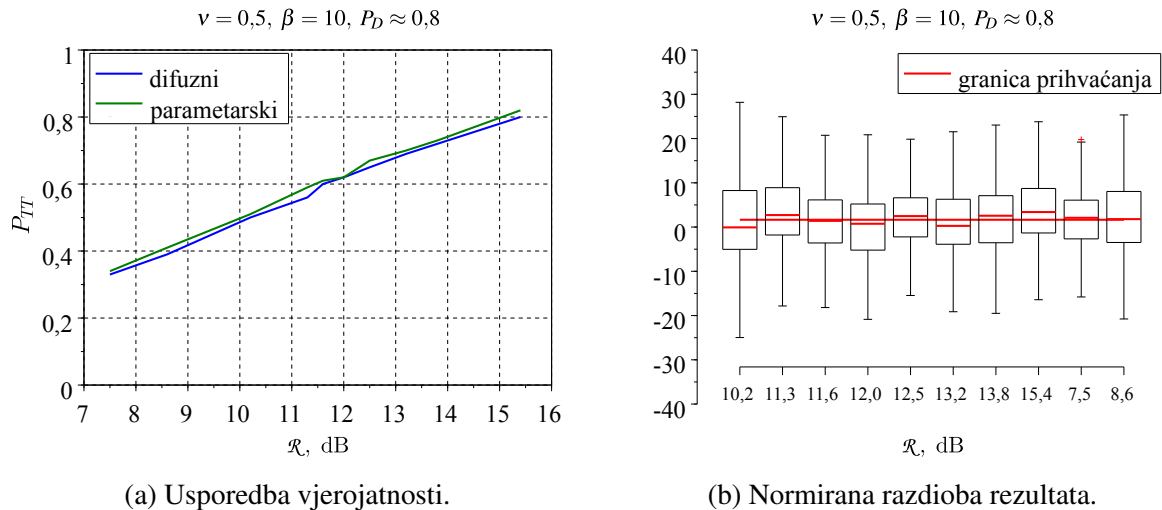 ν = 0,5, β = 10, P_D ≈ 0,8
difuzni
parametarski
P_TT
1
0,8
0,6
0,4
0,2
0
7 8 9 10 11 12 13 14 15 16
ℛ, dB
(a) Usporedba vjerojatnosti.
ν = 0,5, β = 10, P_D ≈ 0,8
granica prihvaćanja
40
30
20
10
0
-10
-20
-30
-40
10,2 11,3 11,6 12,0 12,5 13,2 13,8 15,4 7,5 8,6
ℛ, dB
(b) Normirana razdioba rezultata.